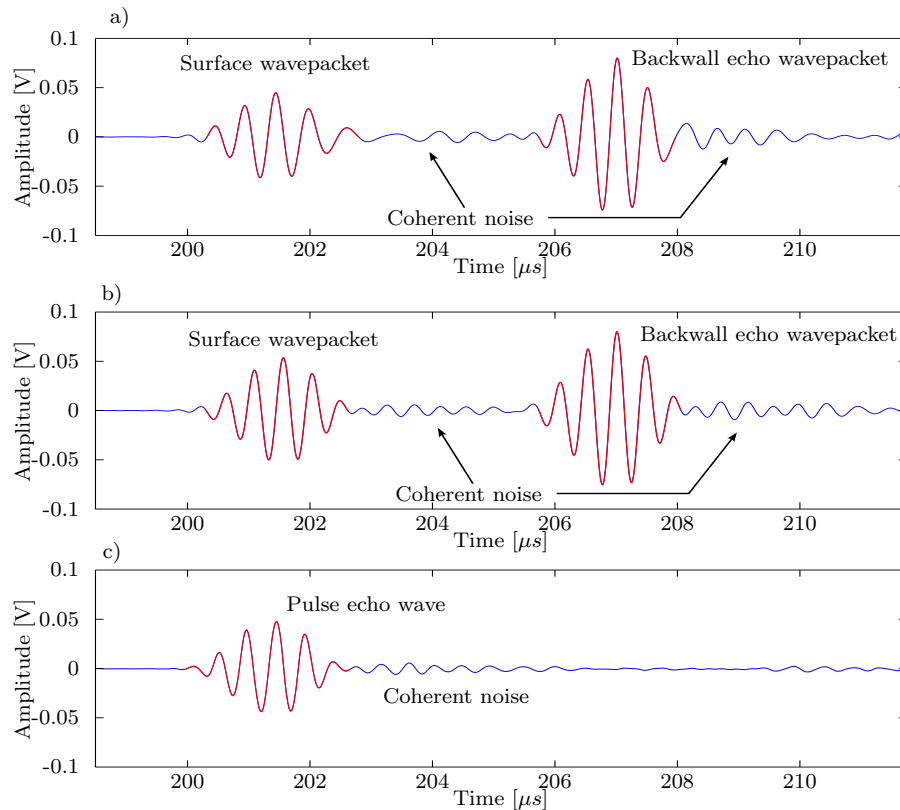 a)
0.1
Surface wavepacket
Backwall echo wavepacket
0.05
Amplitude [V]
0
-0.05
Coherent noise
-0.1
200 202 204 206 208 210
Time [μs]
b)
0.1
Surface wavepacket
Backwall echo wavepacket
0.05
Amplitude [V]
0
-0.05
Coherent noise
-0.1
200 202 204 206 208 210
Time [μs]
c)
0.1
Pulse echo wave
0.05
Amplitude [V]
0
Coherent noise
-0.05
-0.1
200 202 204 206 208 210
Time [μs]